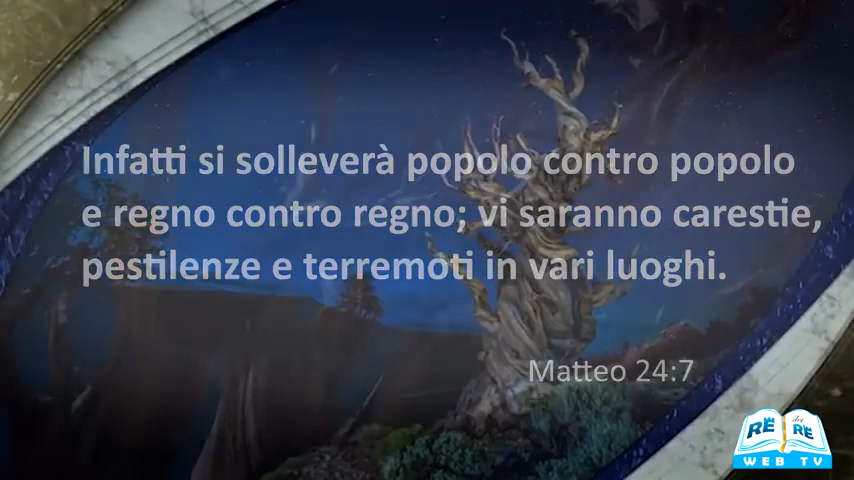 Infatti si solleverà popolo contro popolo
e regno contro regno; vi saranno carestie,
pestilenze e terremoti in vari luoghi.
Matteo 24:7
RE dei RE
WEB TV